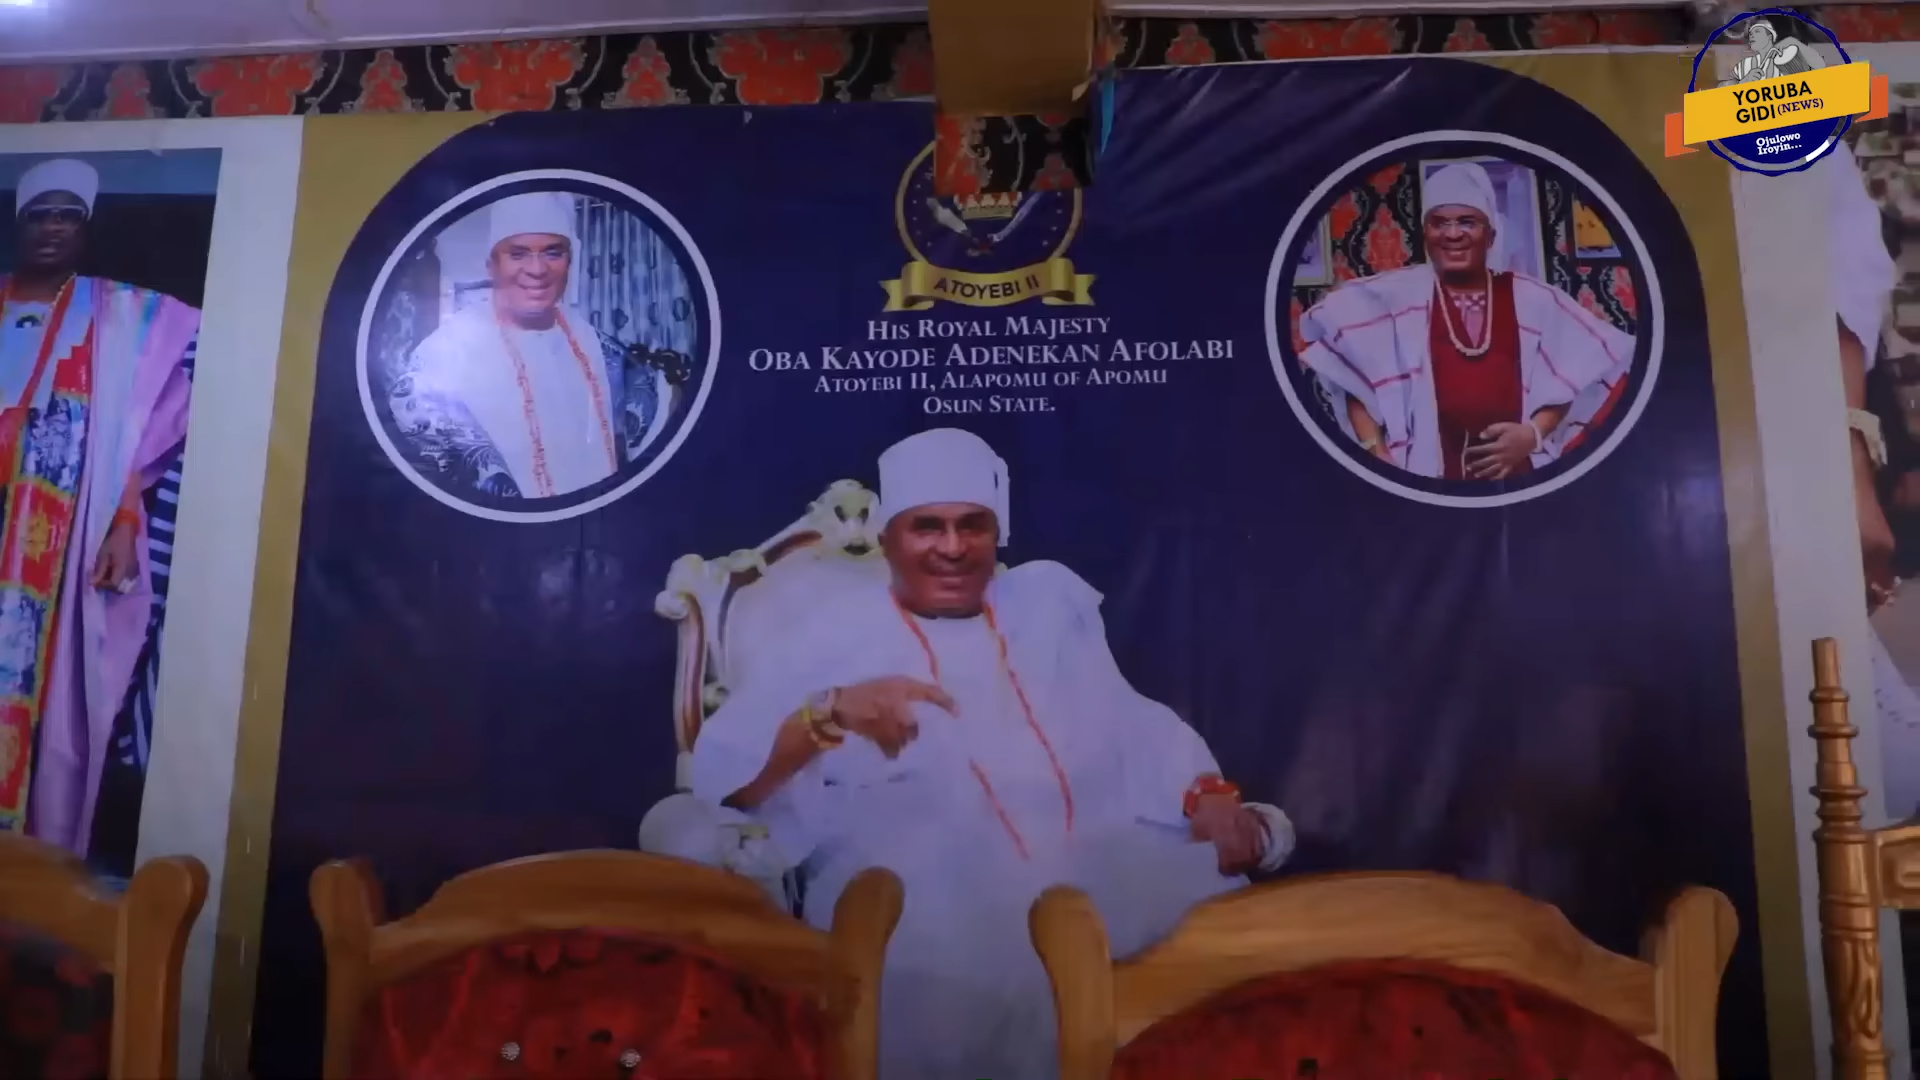 YORUBA
GIDI (NEWS)
Ojulowo
Iroyin...
ATOYEBI II
HIS ROYAL MAJESTY
OBA KAYODE ADENEKAN AFOLABI
ATOYEBI II, ALAPOMU OF APOMU
OSUN STATE.